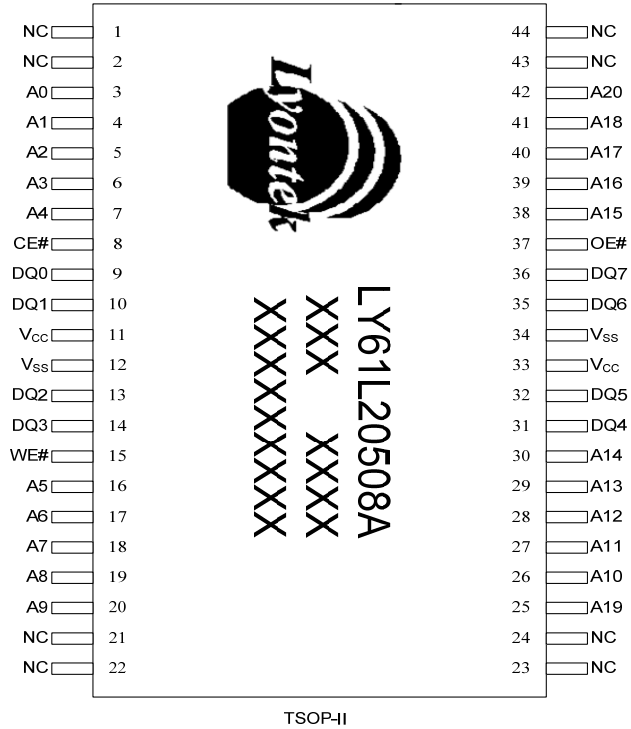 NC 1 44 NC
NC 2 43 NC
A0 3 42 A20
A1 4 41 A18
A2 5 40 A17
A3 6 39 A16
A4 7 38 A15
CE# 8 37 OE#
DQ0 9 36 DQ7
DQ1 10 35 DQ6
VCC 11 34 VSS
VSS 12 33 VCC
DQ2 13 32 DQ5
DQ3 14 31 DQ4
WE# 15 30 A14
A5 16 29 A13
A6 17 28 A12
A7 18 27 A11
A8 19 26 A10
A9 20 25 A19
NC 21 24 NC
NC 22 23 NC
Lyontek
LY61L20508A
XXX XXXX
XXXXXXXXX
TSOP-II